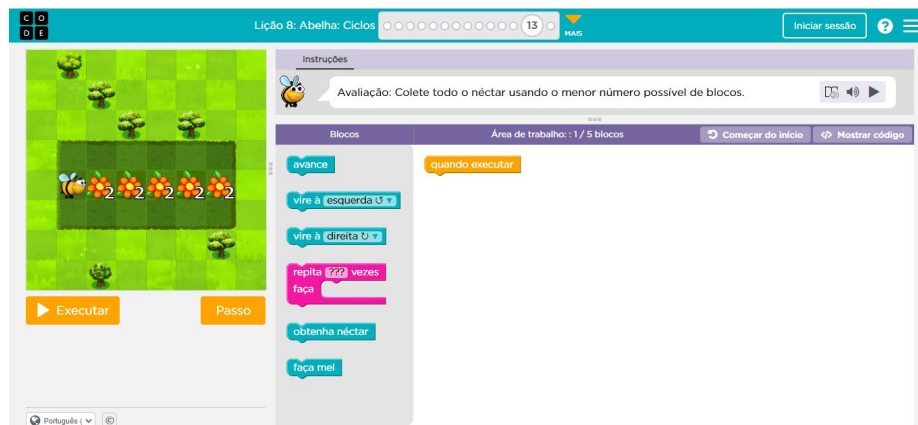 C O
D E
Lição 8: Abelha: Ciclos
13
MAIS
Iniciar sessão
?
Instruções
Avaliação: Colete todo o néctar usando o menor número possível de blocos.
Blocos
Área de trabalho: : 1 / 5 blocos
Começar do início
Mostrar código
avance
vire à esquerda ↺ ▼
vire à direita ↻ ▼
repita ??? vezes
faça
obtenha néctar
faça mel
quando executar
2 2 2 2 2
Executar
Passo
Português (
©